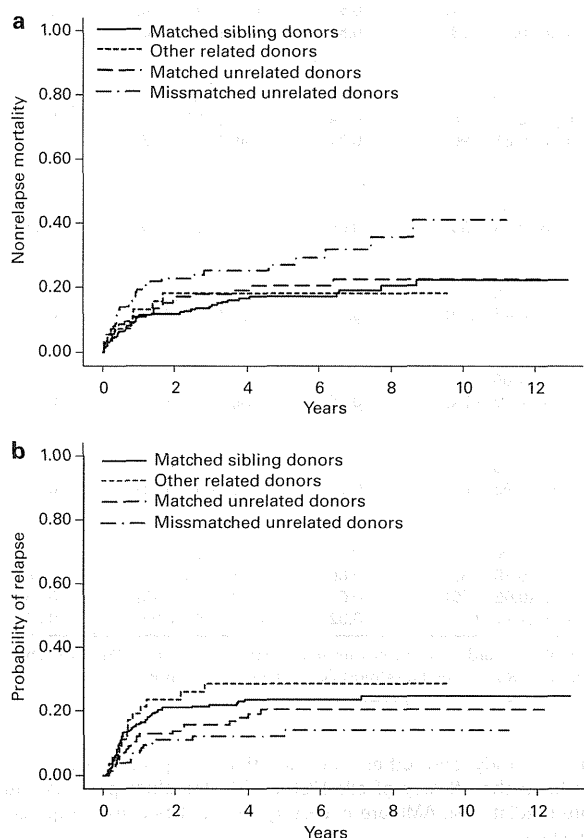 a
1.00
0.80
0.60
0.40
0.20
0.00
Nonrelapse mortality
Matched sibling donors
Other related donors
Matched unrelated donors
Missmatched unrelated donors
0 2 4 6 8 10 12
Years
b
1.00
0.80
0.60
0.40
0.20
0.00
Probability of relapse
Matched sibling donors
Other related donors
Matched unrelated donors
Missmatched unrelated donors
0 2 4 6 8 10 12
Years